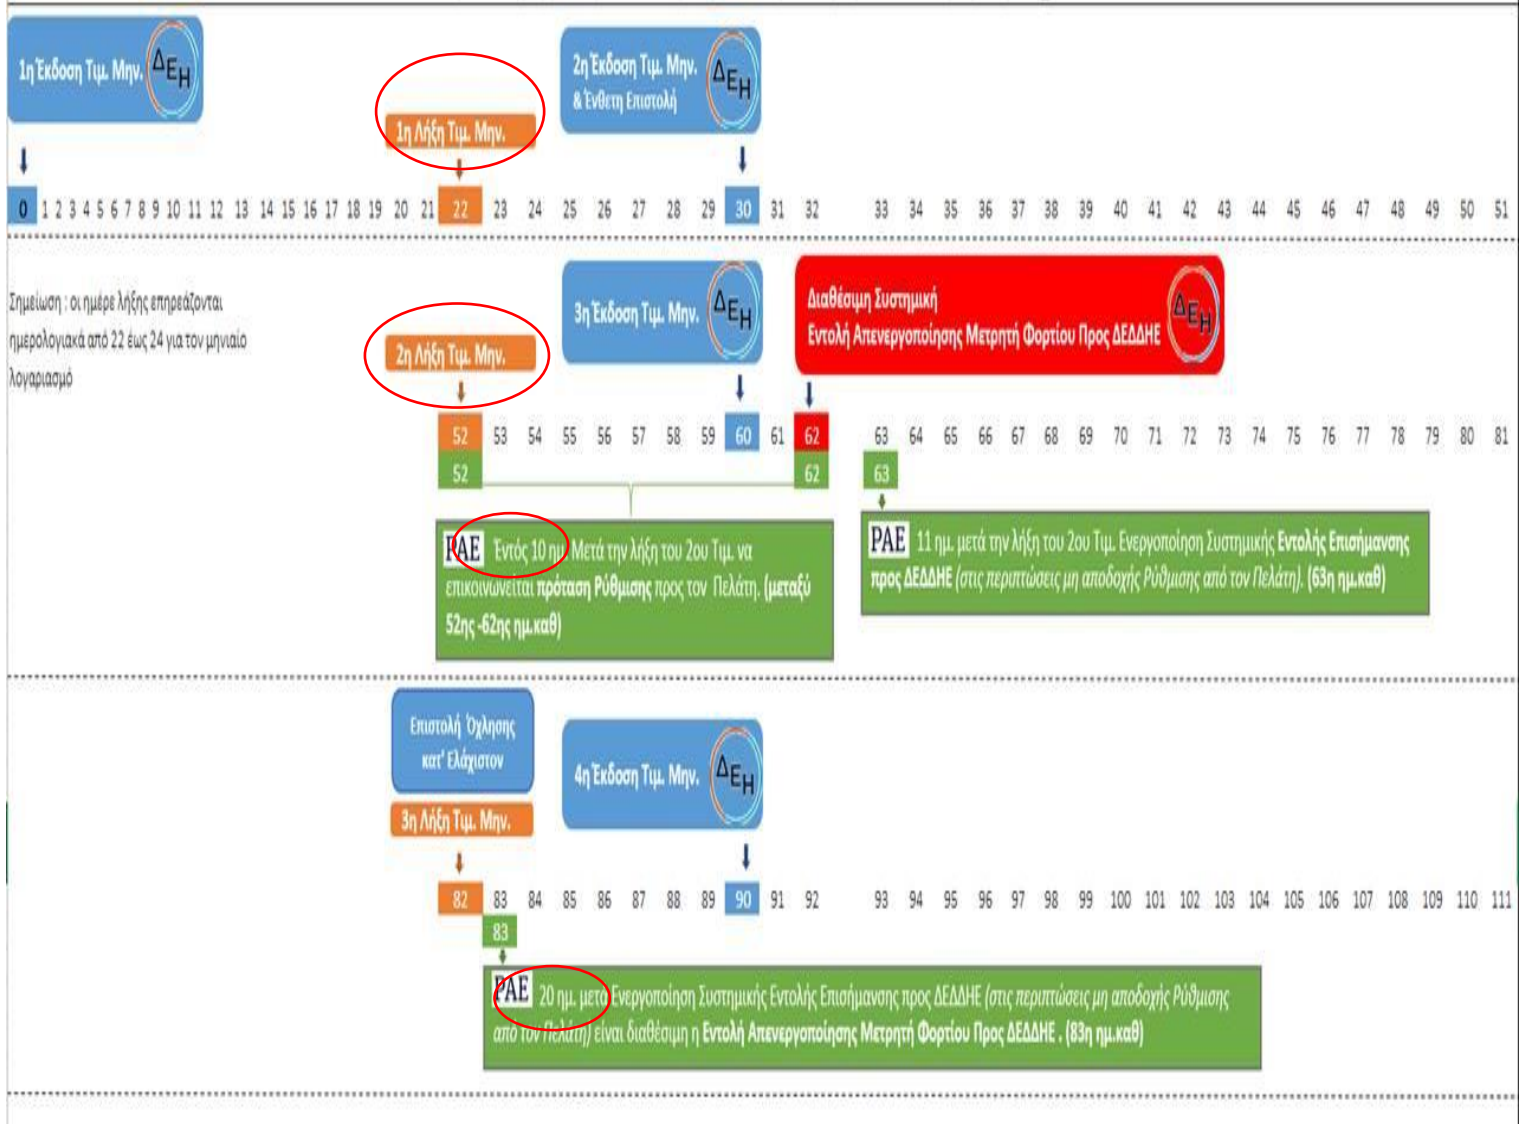 1η Έκδοση Τιμ. Μην. ΔΕΗ
1η Λήξη Τιμ. Μην.
2η Έκδοση Τιμ. Μην.
& Ένθετη Επιστολή ΔΕΗ
0 1 2 3 4 5 6 7 8 9 10 11 12 13 14 15 16 17 18 19 20 21 22 23 24 25 26 27 28 29 30 31 32 33 34 35 36 37 38 39 40 41 42 43 44 45 46 47 48 49 50 51
Σημείωση : οι ημέρε λήξης επηρεάζονται
ημερολογιακά από 22 έως 24 για τον μηνιαίο
λογαριασμό
2η Λήξη Τιμ. Μην.
3η Έκδοση Τιμ. Μην. ΔΕΗ
Διαθέσιμη Συστημική
Εντολή Απενεργοποίησης Μετρητή Φορτίου Προς ΔΕΔΔΗΕ ΔΕΗ
52 53 54 55 56 57 58 59 60 61 62 63 64 65 66 67 68 69 70 71 72 73 74 75 76 77 78 79 80 81
52 62 63
ΡΑΕ Έντός 10 ημ. Μετά την λήξη του 2ου Τιμ. να
επικοινωνείται πρόταση Ρύθμισης προς τον Πελάτη. (μεταξύ
52ης -62ης ημ.καθ)
ΡΑΕ 11 ημ. μετά την λήξη του 2ου Τιμ. Ενεργοποίηση Συστημικής Εντολής Επισήμανσης
προς ΔΕΔΔΗΕ (στις περιπτώσεις μη αποδοχής Ρύθμισης από τον Πελάτη). (63η ημ.καθ)
Επιστολή Όχλησης
κατ' Ελάχιστον
3η Λήξη Τιμ. Μην.
4η Έκδοση Τιμ. Μην. ΔΕΗ
82 83 84 85 86 87 88 89 90 91 92 93 94 95 96 97 98 99 100 101 102 103 104 105 106 107 108 109 110 111
83
ΡΑΕ 20 ημ. μετά Ενεργοποίηση Συστημικής Εντολής Επισήμανσης προς ΔΕΔΔΗΕ (στις περιπτώσεις μη αποδοχής Ρύθμισης
από τον Πελάτη) είναι διαθέσιμη η Εντολή Απενεργοποίησης Μετρητή Φορτίου Προς ΔΕΔΔΗΕ . (83η ημ.καθ)